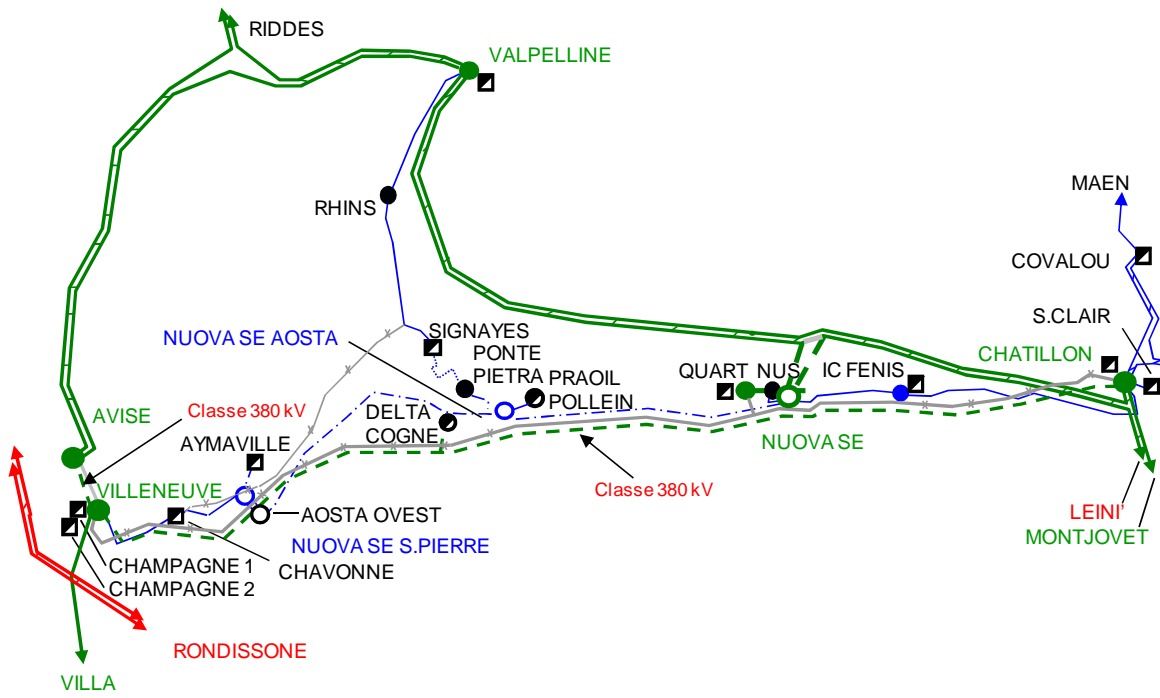 RIDDES
VALPELLINE
MAEN
RHINS
COVALOU
S.CLAIR
NUOVA SE AOSTA
SIGNAYES
PONTE
PIETRA
PRAOIL
POLLEIN
QUART
NUS
IC FENIS
CHATILLON
AVISE
Classe 380 kV
DELTA
COGNE
AYMAVILLE
NUOVA SE
VILLENEUVE
Classe 380 kV
AOSTA OVEST
LEINI'
MONTJOVET
NUOVA SE S.PIERRE
CHAMPAGNE 1
CHAMPAGNE 2
CHAVONNE
RONDISSONE
VILLA